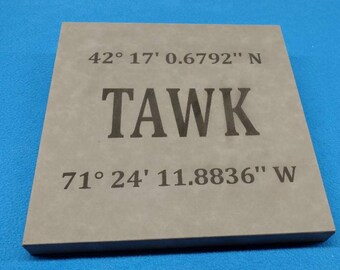 42° 17' 0.6792" N
TAWK
71° 24' 11.8836" W